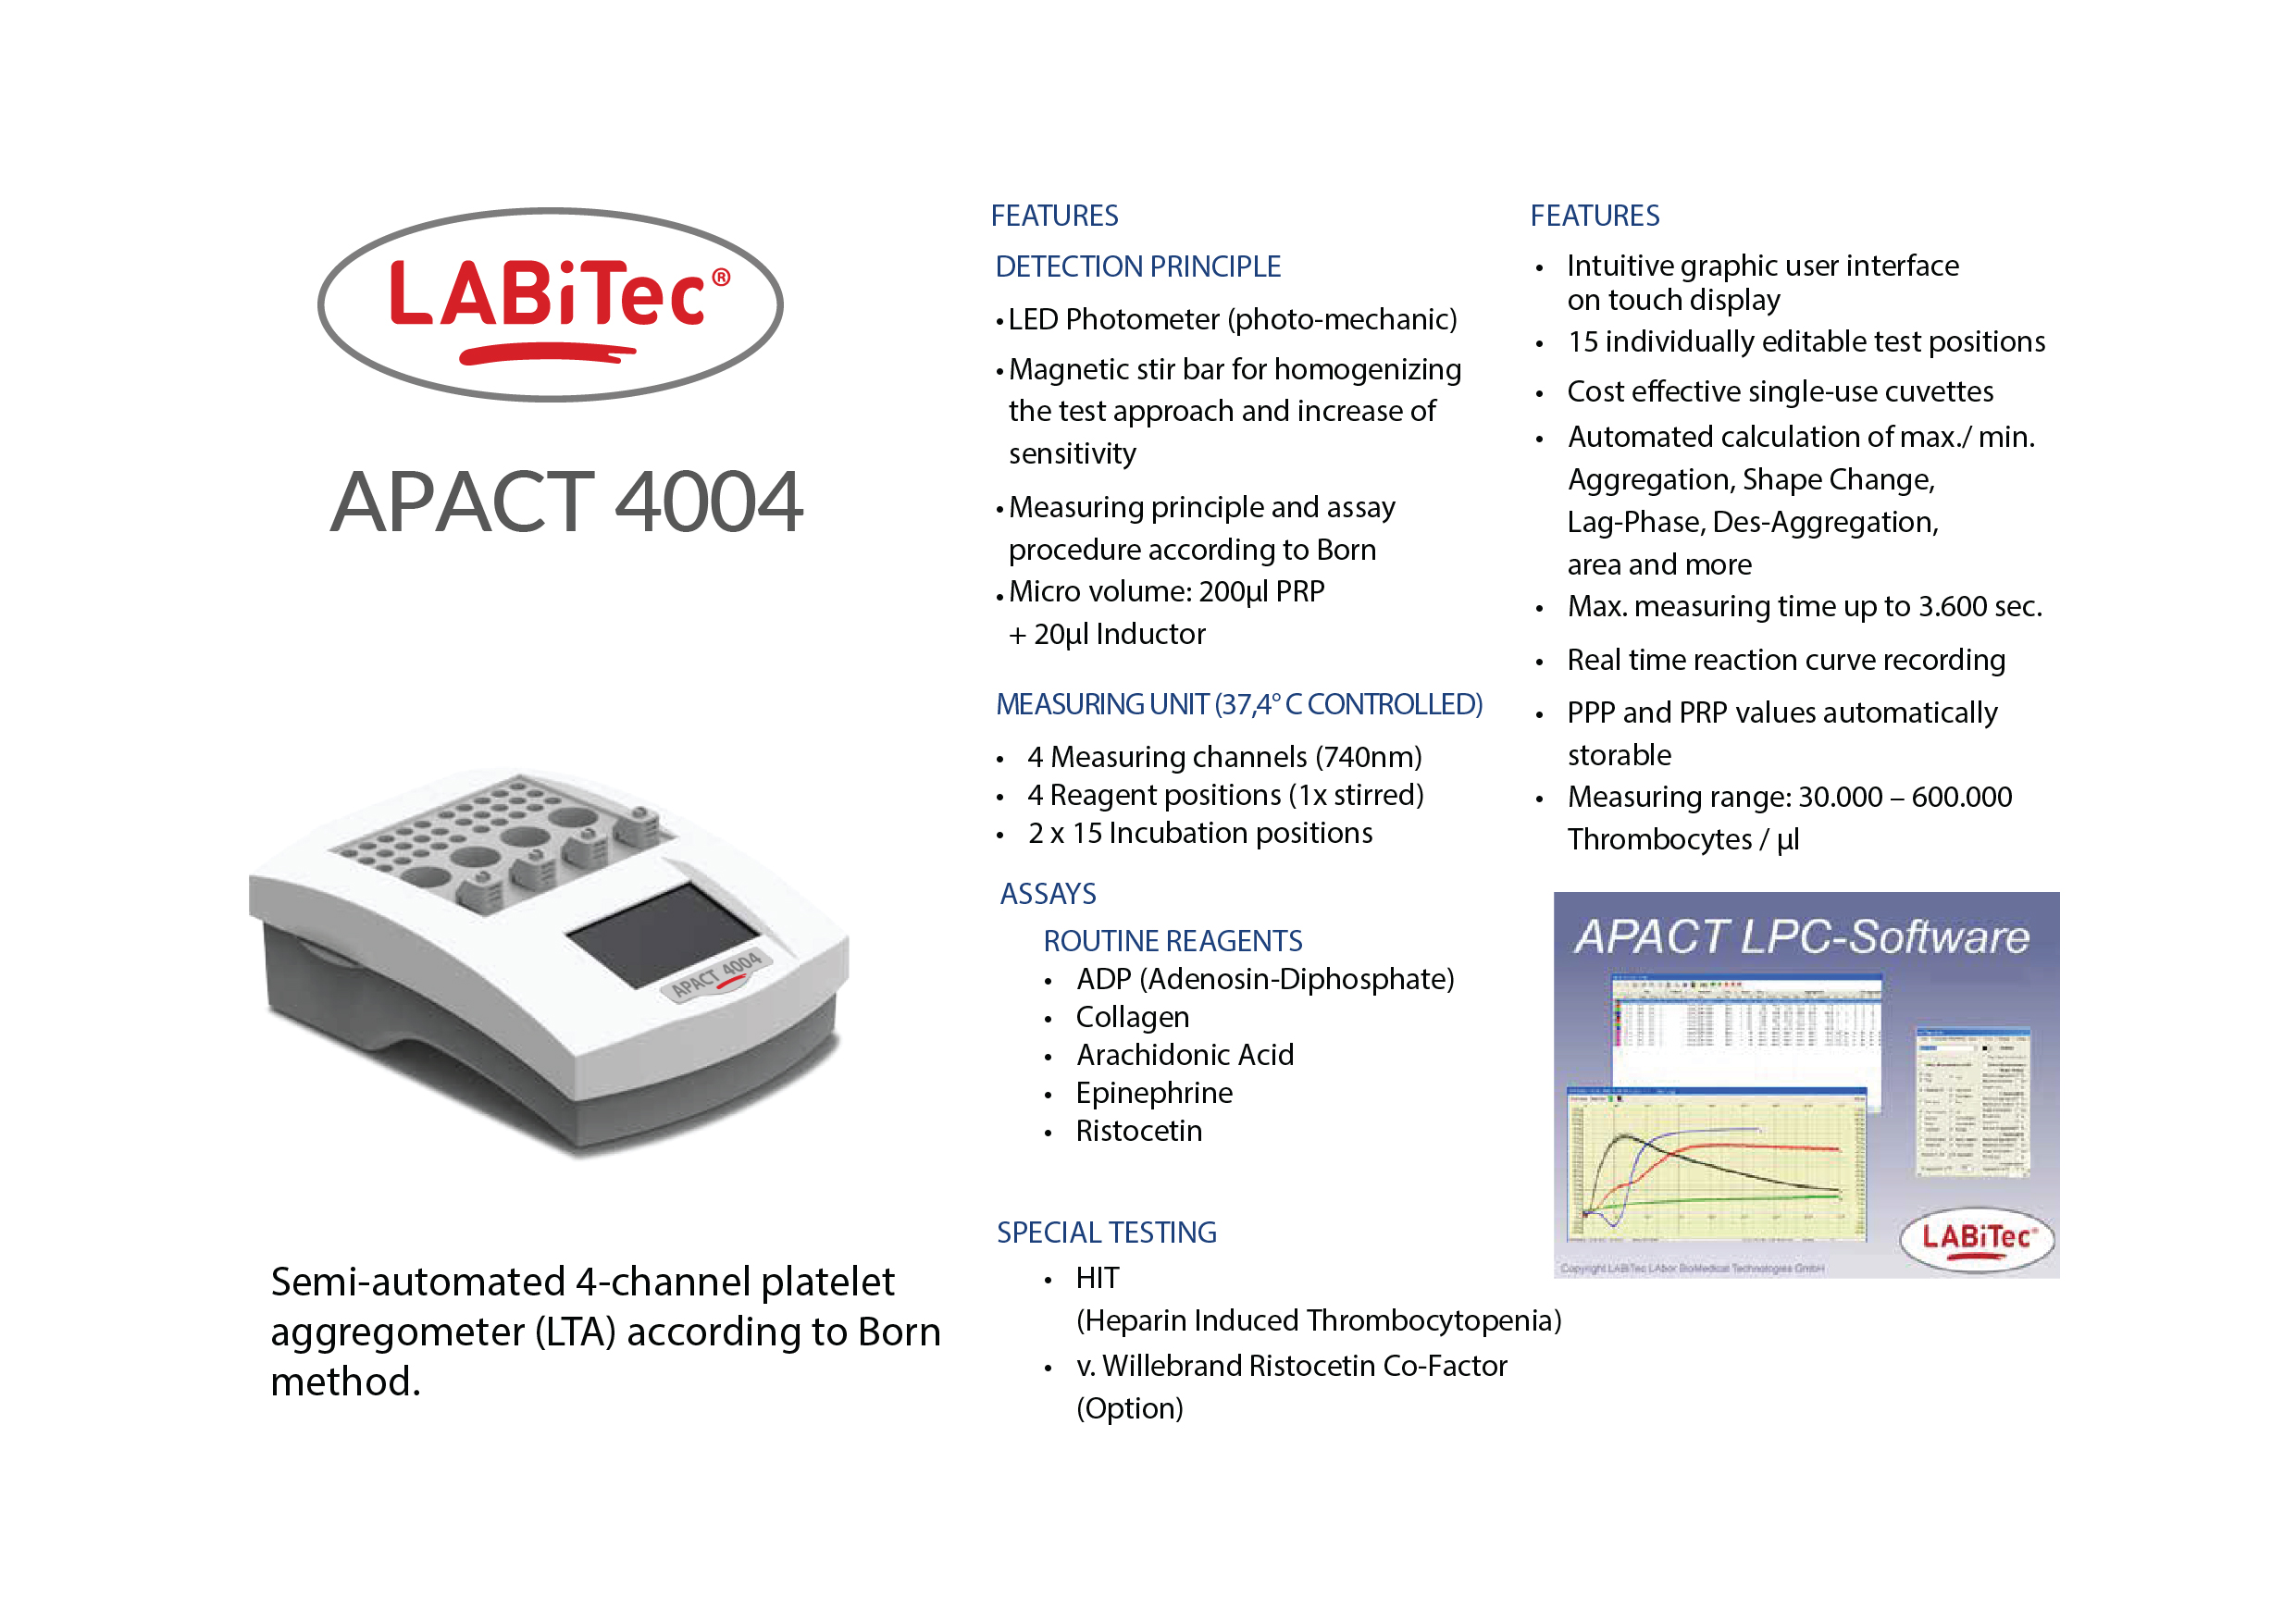 LABiTec®
APACT 4004
APACT 4004
Semi-automated 4-channel platelet
aggregometer (LTA) according to Born
method.
FEATURES
DETECTION PRINCIPLE
• LED Photometer (photo-mechanic)
• Magnetic stir bar for homogenizing
the test approach and increase of
sensitivity
• Measuring principle and assay
procedure according to Born
• Micro volume: 200µl PRP
+ 20µl Inductor
MEASURING UNIT (37,4° C CONTROLLED)
• 4 Measuring channels (740nm)
• 4 Reagent positions (1x stirred)
• 2 x 15 Incubation positions
ASSAYS
ROUTINE REAGENTS
• ADP (Adenosin-Diphosphate)
• Collagen
• Arachidonic Acid
• Epinephrine
• Ristocetin
SPECIAL TESTING
• HIT
(Heparin Induced Thrombocytopenia)
• v. Willebrand Ristocetin Co-Factor
(Option)
FEATURES
• Intuitive graphic user interface
on touch display
• 15 individually editable test positions
• Cost effective single-use cuvettes
• Automated calculation of max./ min.
Aggregation, Shape Change,
Lag-Phase, Des-Aggregation,
area and more
• Max. measuring time up to 3.600 sec.
• Real time reaction curve recording
• PPP and PRP values automatically
storable
• Measuring range: 30.000 – 600.000
Thrombocytes / µl
APACT LPC-Software
LABiTec®
Copyright LABiTec LAbor BioMedical Technologies GmbH